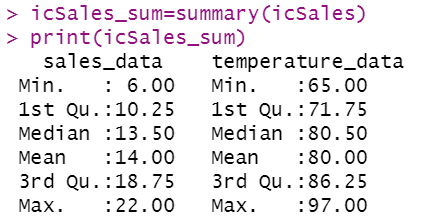 > icSales_sum=summary(icSales)
> print(icSales_sum)
sales_data temperature_data
Min. : 6.00 Min. :65.00
1st Qu.:10.25 1st Qu.:71.75
Median :13.50 Median :80.50
Mean :14.00 Mean :80.00
3rd Qu.:18.75 3rd Qu.:86.25
Max. :22.00 Max. :97.00